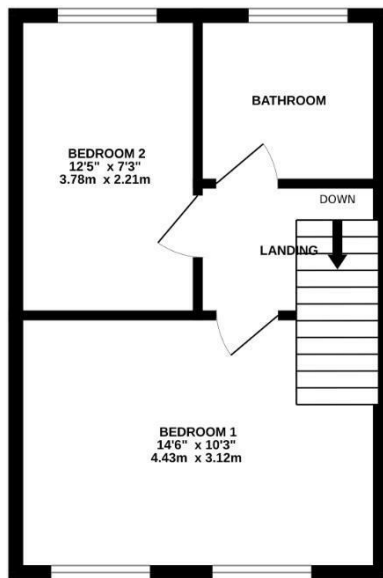 BATHROOM
BEDROOM 2
12'5" x 7'3"
3.78m x 2.21m
DOWN
LANDING
BEDROOM 1
14'6" x 10'3"
4.43m x 3.12m